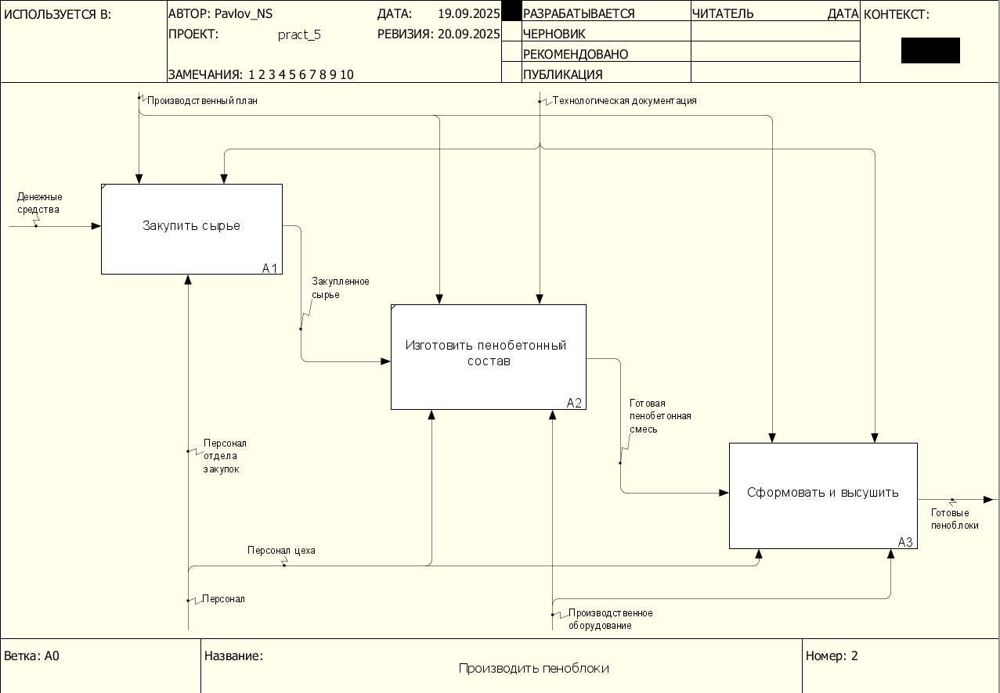 ИСПОЛЬЗУЕТСЯ В:
АВТОР: Pavlov_NS
ДАТА: 19.09.2025
ПРОЕКТ: pract_5
РЕВИЗИЯ: 20.09.2025
ЗАМЕЧАНИЯ: 1 2 3 4 5 6 7 8 9 10
РАЗРАБАТЫВАЕТСЯ
ЧЕРНОВИК
РЕКОМЕНДОВАНО
ПУБЛИКАЦИЯ
ЧИТАТЕЛЬ
ДАТА
КОНТЕКСТ:
Производственный план
Технологическая документация
Денежные
средства
Закупить сырье
A1
Закупленное
сырье
Изготовить пенобетонный
состав
A2
Готовая
пенобетонная
смесь
Персонал
отдела
закупок
Сформовать и высушить
A3
Готовые
пеноблоки
Персонал цеха
Персонал
Производственное
оборудование
Ветка: A0
Название:
Производить пеноблоки
Номер: 2